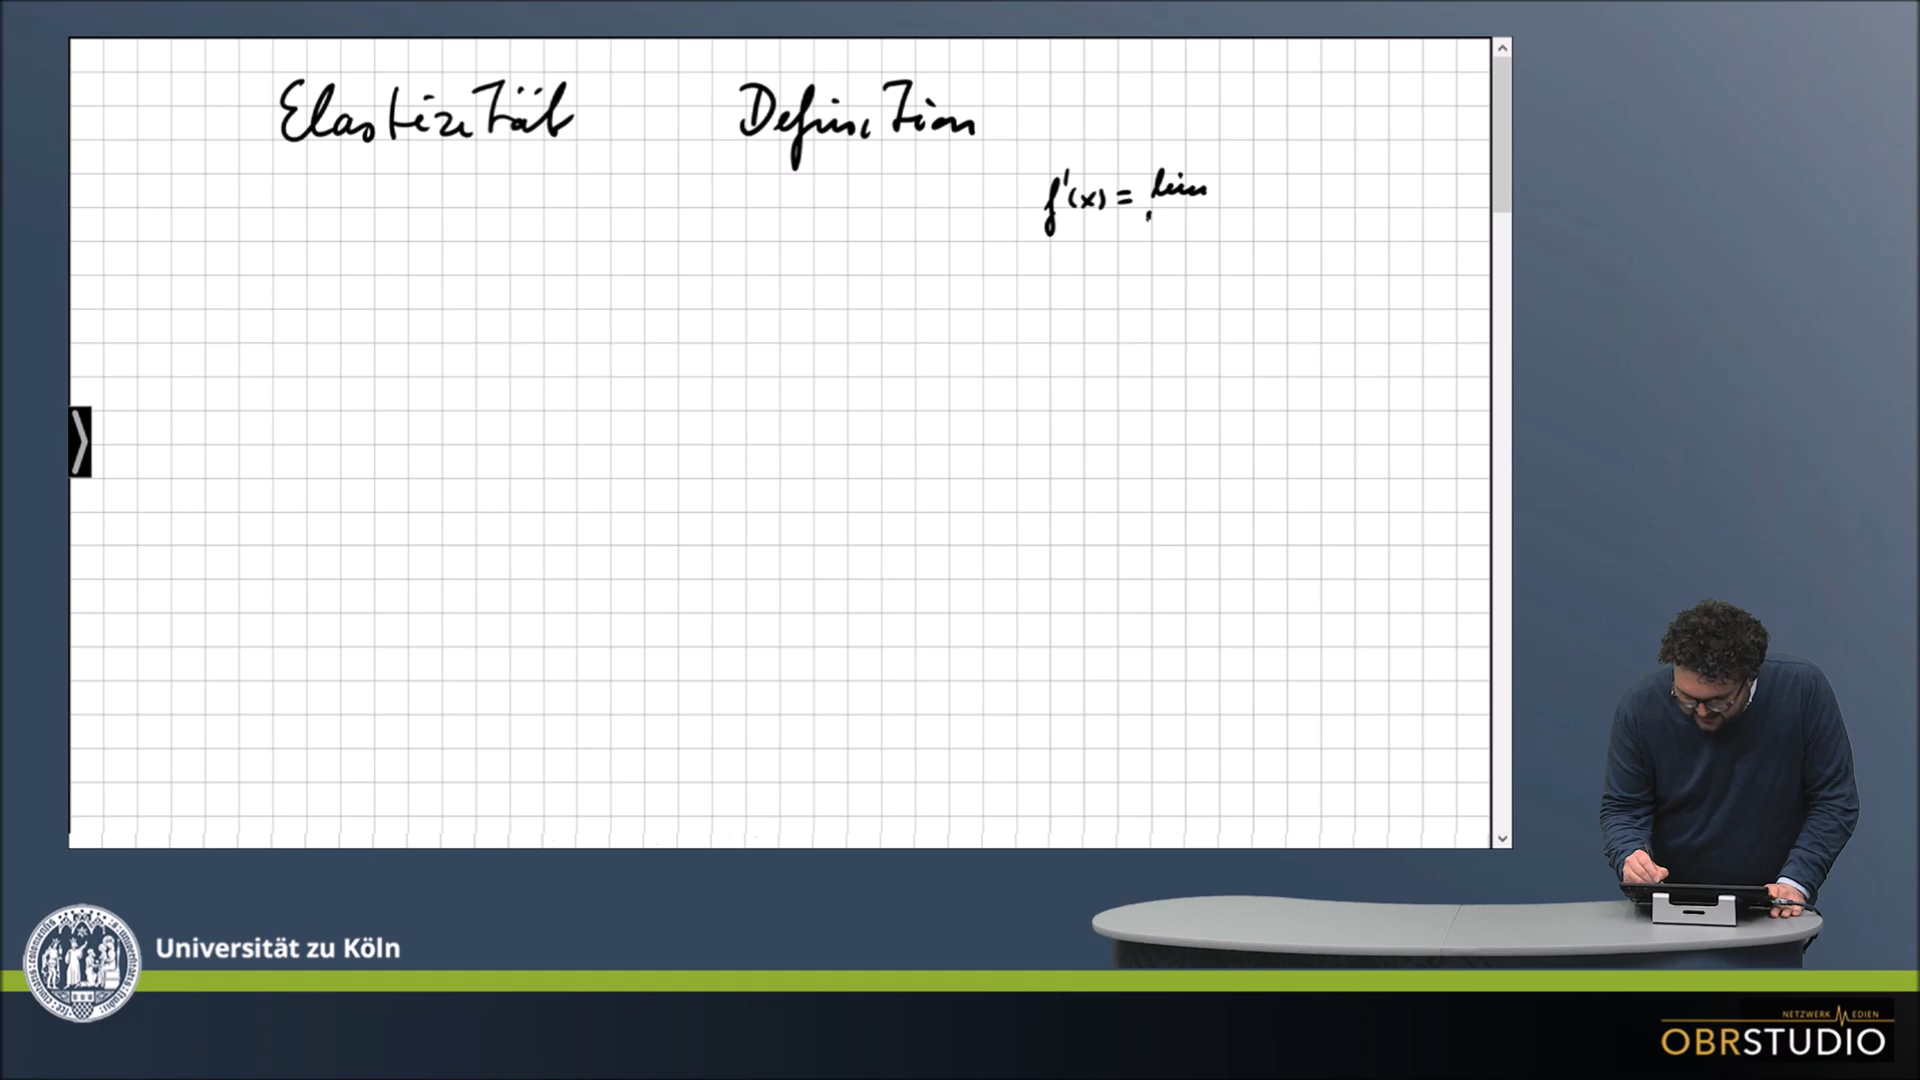 Elastizität Definition
f'(x) = lim
Universität zu Köln
NETZWERK MEDIEN
OBRSTUDIO